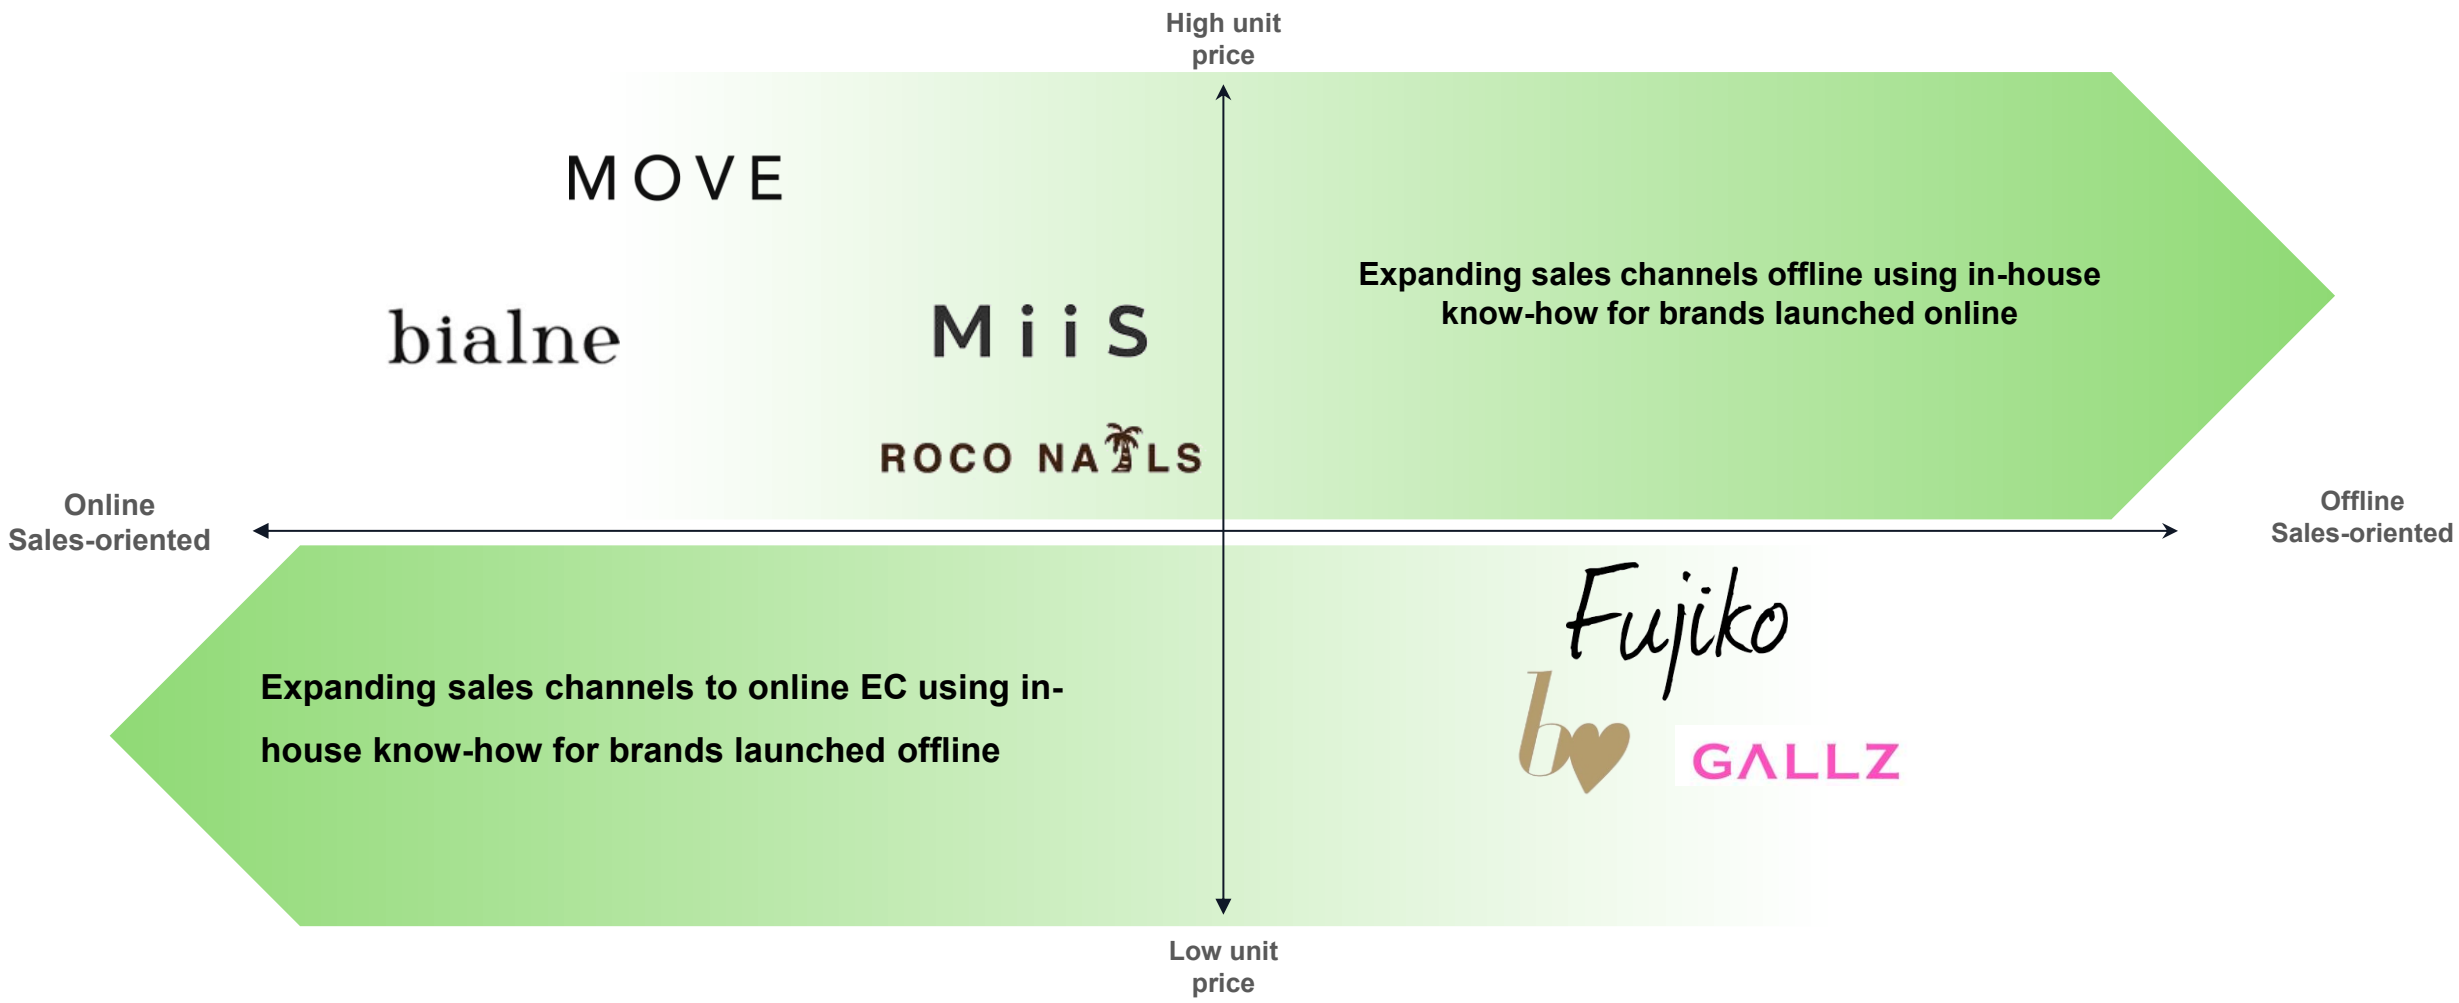 High unit
price
MOVE
Expanding sales channels offline using in-house
know-how for brands launched online
bialne
MiiS
ROCO NAILS
Online
Sales-oriented
Offline
Sales-oriented
Fujiko
Expanding sales channels to online EC using in-
house know-how for brands launched offline
b
GALLZ
Low unit
price